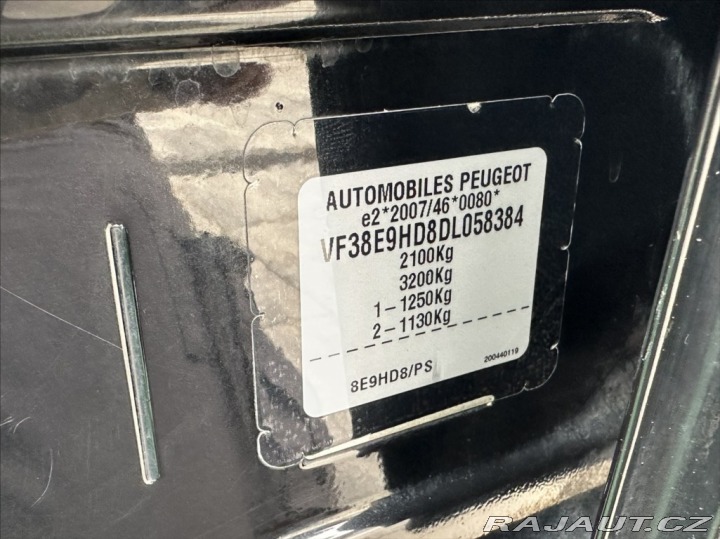 AUTOMOBILES PEUGEOT
e2*2007/46*0080*
VF38E9HD8DL058384
2100Kg
3200Kg
1-1250Kg
2-1130Kg
200440119
8E9HD8/PS
RAJAUT.CZ